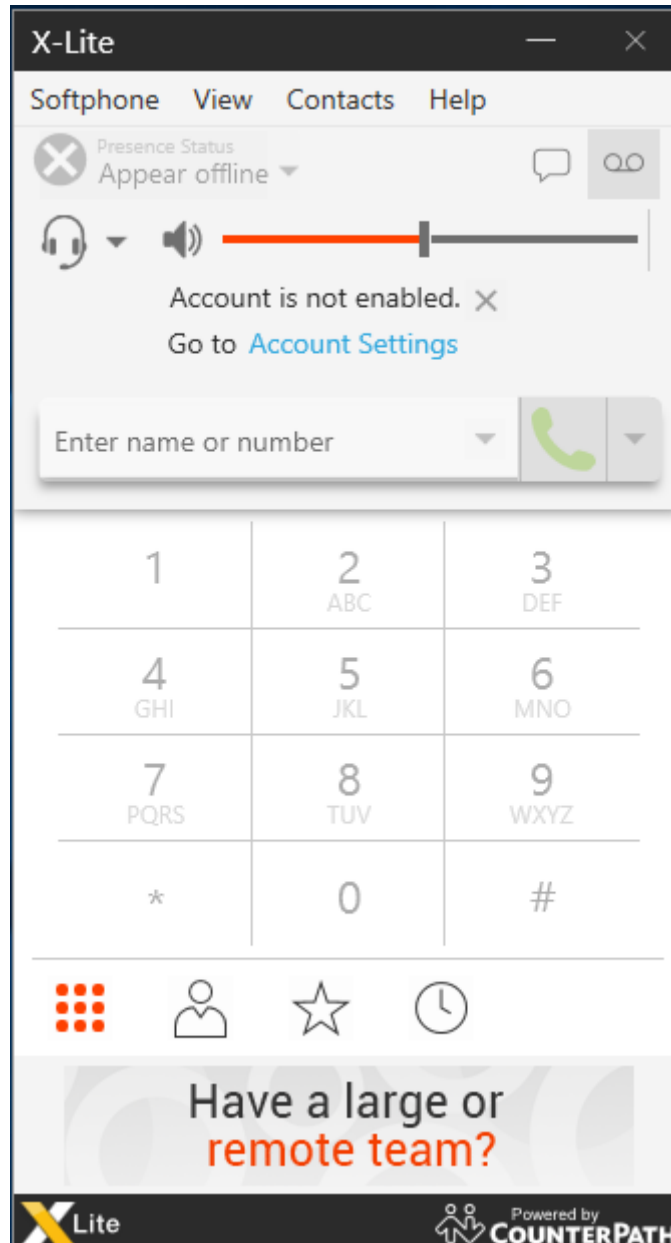 X-Lite
Softphone View Contacts Help
Presence Status
Appear offline
Account is not enabled.
Go to Account Settings
Enter name or number
1 2 3
ABC DEF
4 5 6
GHI JKL MNO
7 8 9
PQRS TUV WXYZ
* 0 #
Have a large or
remote team?
X Lite
Powered by
COUNTERPATH